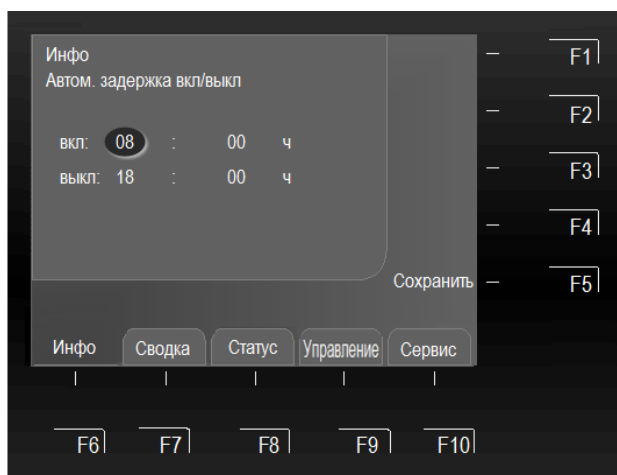 Инфо
Автом. задержка вкл/выкл
вкл: 08 : 00 ч
выкл: 18 : 00 ч
Сохранить
Инфо Сводка Статус Управление Сервис
F1
F2
F3
F4
F5
F6 F7 F8 F9 F10